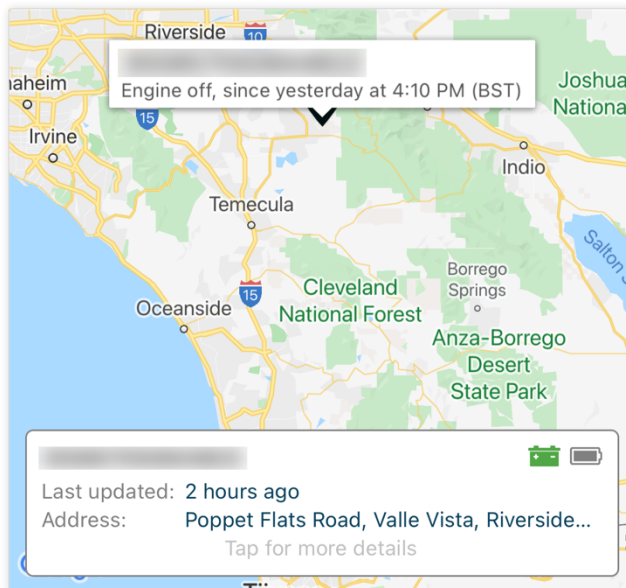 Riverside
10
Engine off, since yesterday at 4:10 PM (BST)
naheim
Joshua
National
15
Irvine
Indio
Temecula
Salton S
Borrego
Springs
15
Cleveland
National Forest
Oceanside
Anza-Borrego
Desert
State Park
Last updated: 2 hours ago
Address: Poppet Flats Road, Valle Vista, Riverside...
Tap for more details